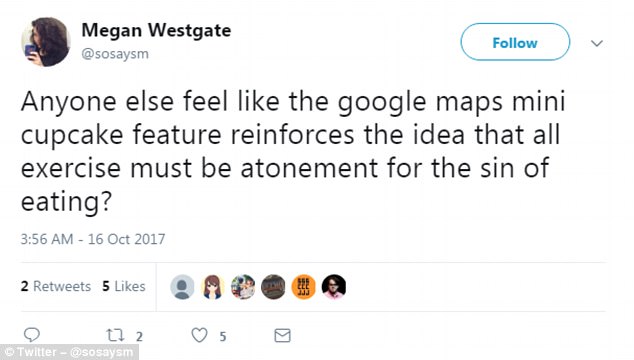 Megan Westgate
@sosaysm
Follow
Anyone else feel like the google maps mini
cupcake feature reinforces the idea that all
exercise must be atonement for the sin of
eating?
3:56 AM - 16 Oct 2017
2 Retweets 5 Likes
2 5
© Twitter – @sosaysm